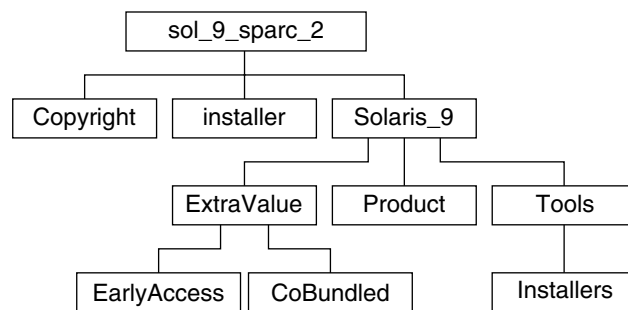 sol_9_sparc_2
Copyright
installer
Solaris_9
ExtraValue
Product
Tools
EarlyAccess
CoBundled
Installers